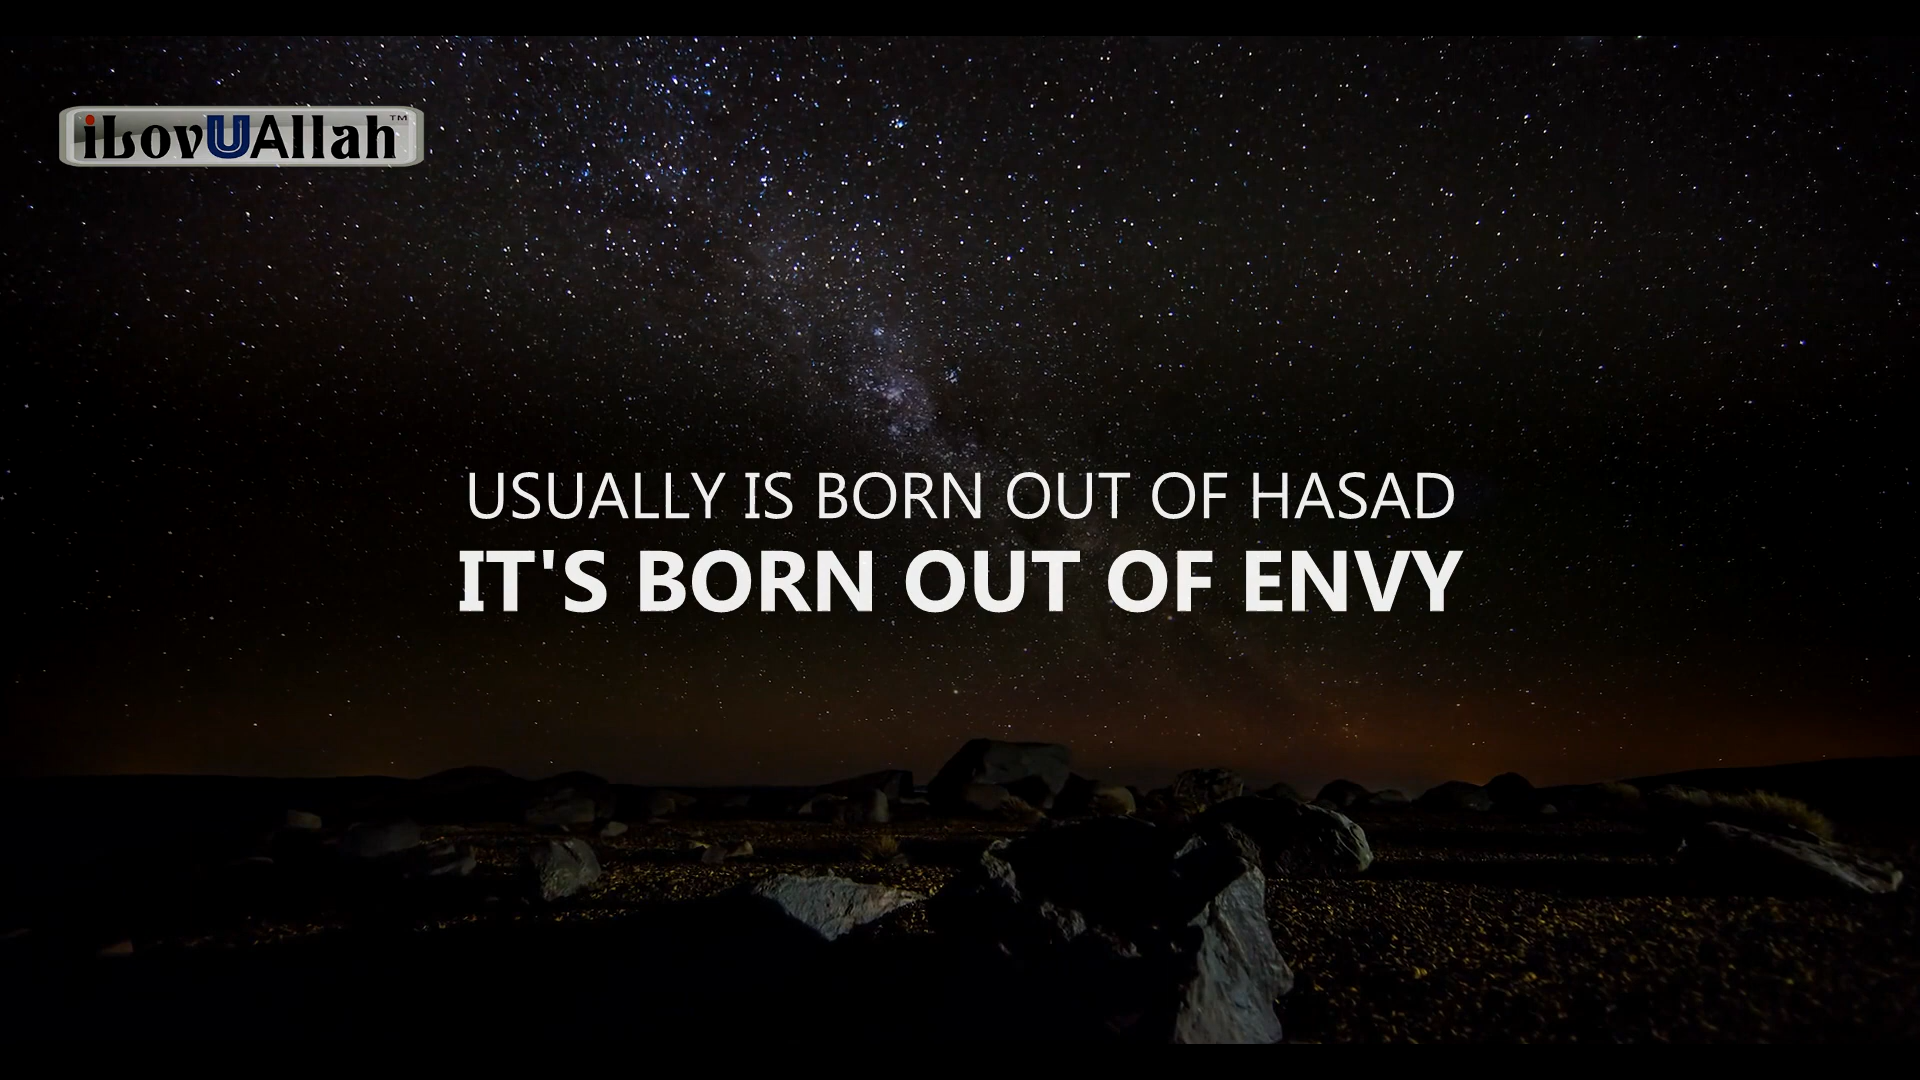 iLovUAllah™
USUALLY IS BORN OUT OF HASAD
IT'S BORN OUT OF ENVY